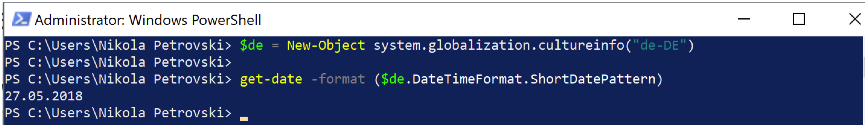 Administrator: Windows PowerShell
PS C:\Users\Nikola Petrovski> $de = New-Object system.globalization.cultureinfo("de-DE")
PS C:\Users\Nikola Petrovski>
PS C:\Users\Nikola Petrovski> get-date -format ($de.DateTimeFormat.ShortDatePattern)
27.05.2018
PS C:\Users\Nikola Petrovski>